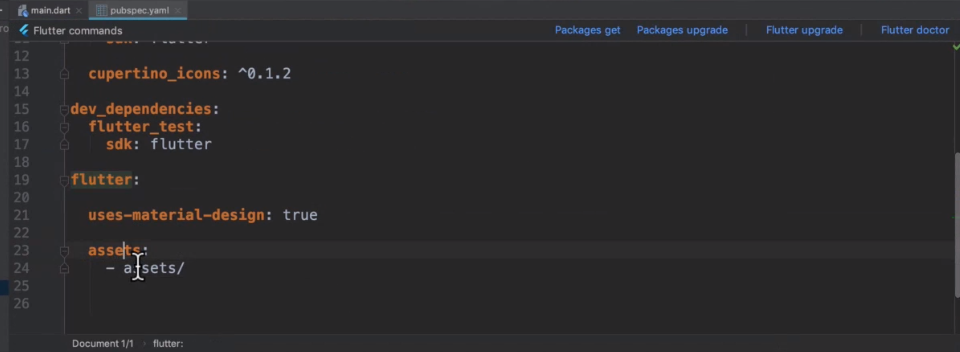 main.dart pubspec.yaml
Flutter commands Packages get Packages upgrade Flutter upgrade Flutter doctor
12
13 cupertino_icons: ^0.1.2
14
15 dev_dependencies:
16 flutter_test:
17 sdk: flutter
18
19 flutter:
20
21 uses-material-design: true
22
23 assets:
24 - assets/
25
26
Document 1/1 flutter: